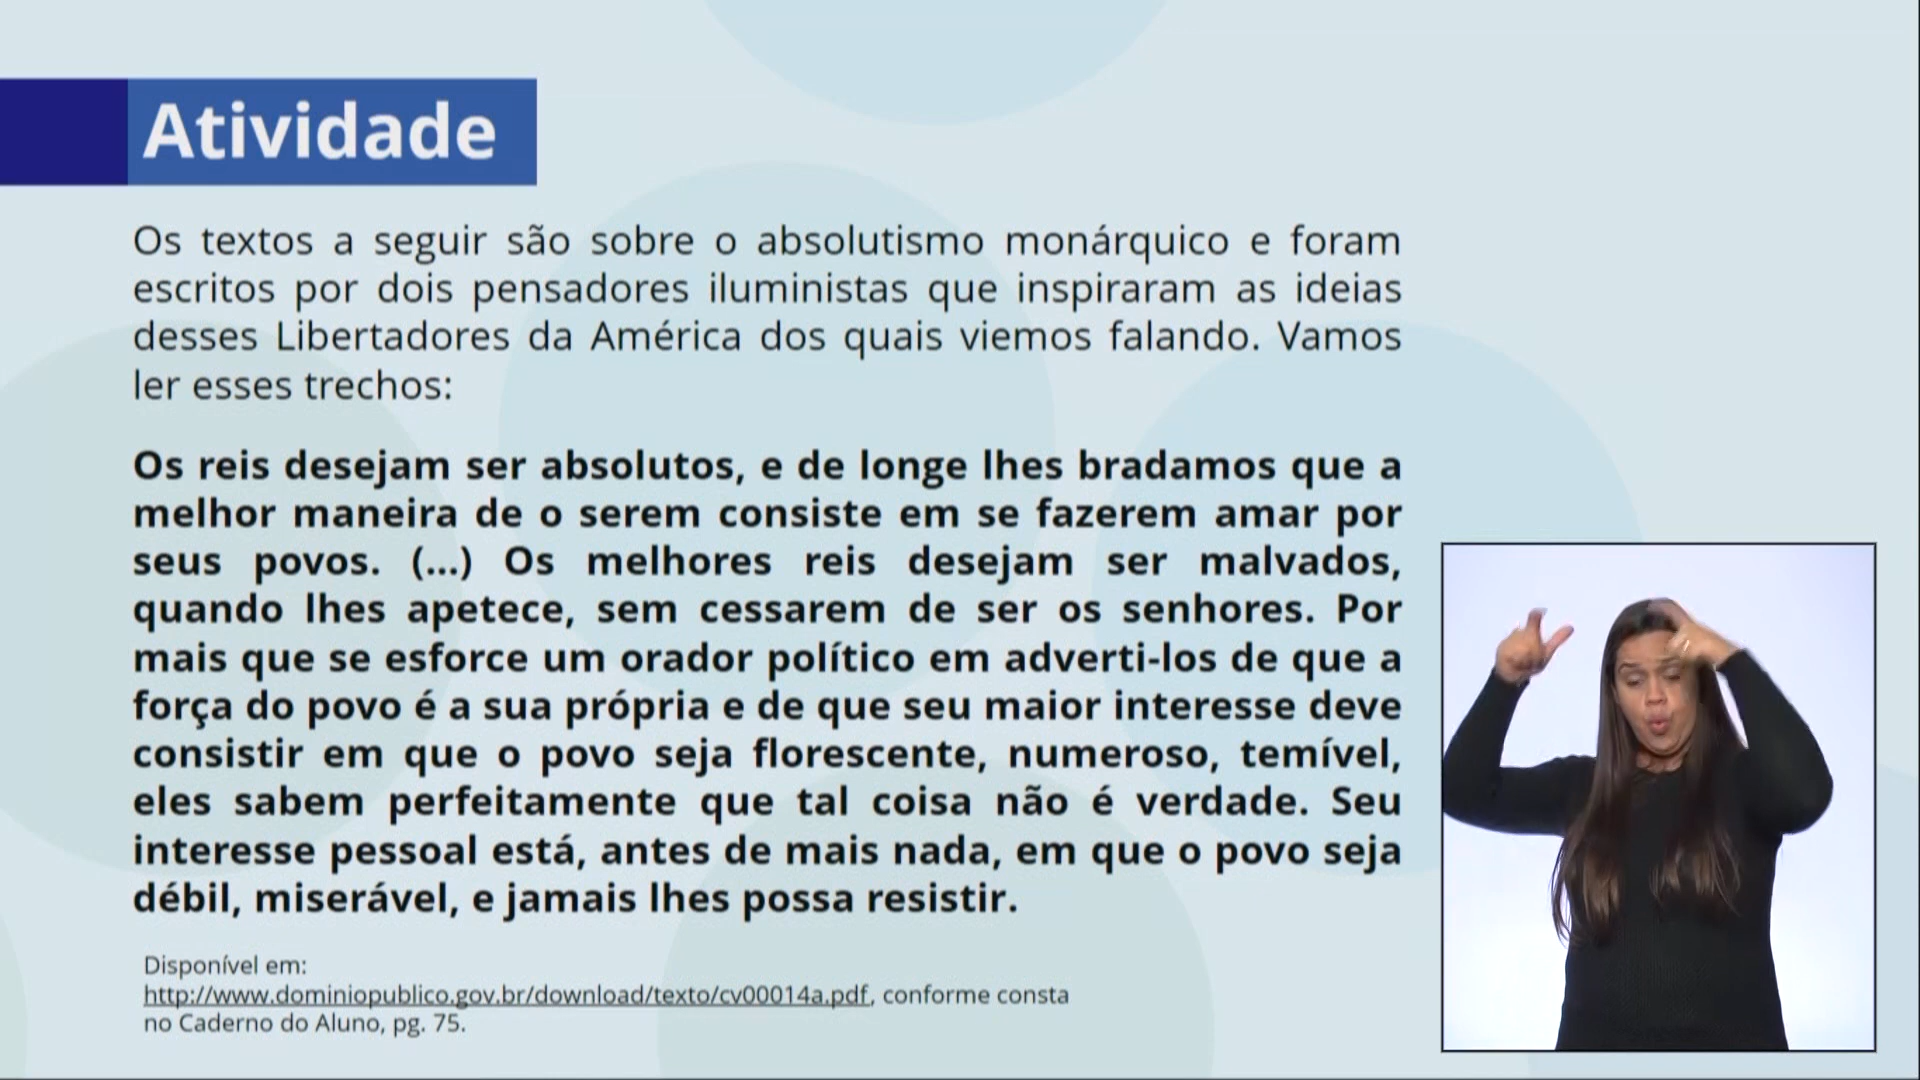 Atividade
Os textos a seguir são sobre o absolutismo monárquico e foram
escritos por dois pensadores iluministas que inspiraram as ideias
desses Libertadores da América dos quais viemos falando. Vamos
ler esses trechos:
Os reis desejam ser absolutos, e de longe lhes bradamos que a
melhor maneira de o serem consiste em se fazerem amar por
seus povos. (...) Os melhores reis desejam ser malvados,
quando lhes apetece, sem cessarem de ser os senhores. Por
mais que se esforce um orador político em adverti-los de que a
força do povo é a sua própria e de que seu maior interesse deve
consistir em que o povo seja florescente, numeroso, temível,
eles sabem perfeitamente que tal coisa não é verdade. Seu
interesse pessoal está, antes de mais nada, em que o povo seja
débil, miserável, e jamais lhes possa resistir.
Disponível em:
http://www.dominiopublico.gov.br/download/texto/cv00014a.pdf, conforme consta
no Caderno do Aluno, pg. 75.